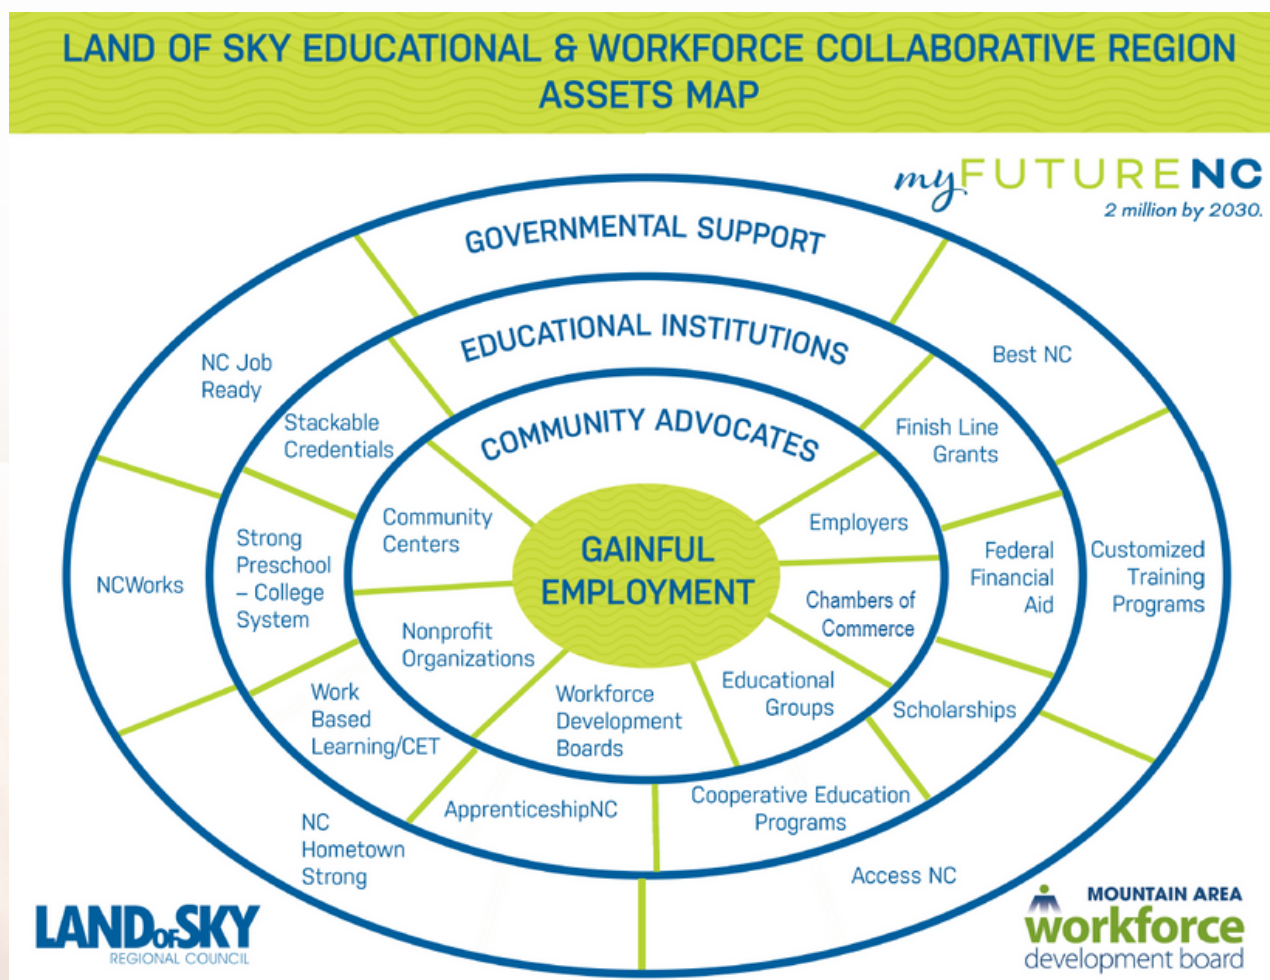 LAND OF SKY EDUCATIONAL & WORKFORCE COLLABORATIVE REGION
ASSETS MAP
myFUTURENC
2 million by 2030.
GOVERNMENTAL SUPPORT
NC Job
Ready
Best NC
NCWorks
Customized
Training
Programs
NC
Hometown
Strong
Access NC
EDUCATIONAL INSTITUTIONS
Stackable
Credentials
Finish Line
Grants
Strong
Preschool
– College
System
Federal
Financial
Aid
Work
Based
Learning/CET
Scholarships
ApprenticeshipNC
Cooperative Education
Programs
COMMUNITY ADVOCATES
Community
Centers
Employers
Nonprofit
Organizations
Chambers of
Commerce
Workforce
Development
Boards
Educational
Groups
GAINFUL
EMPLOYMENT
LAND OF SKY
REGIONAL COUNCIL
MOUNTAIN AREA
workforce
development board